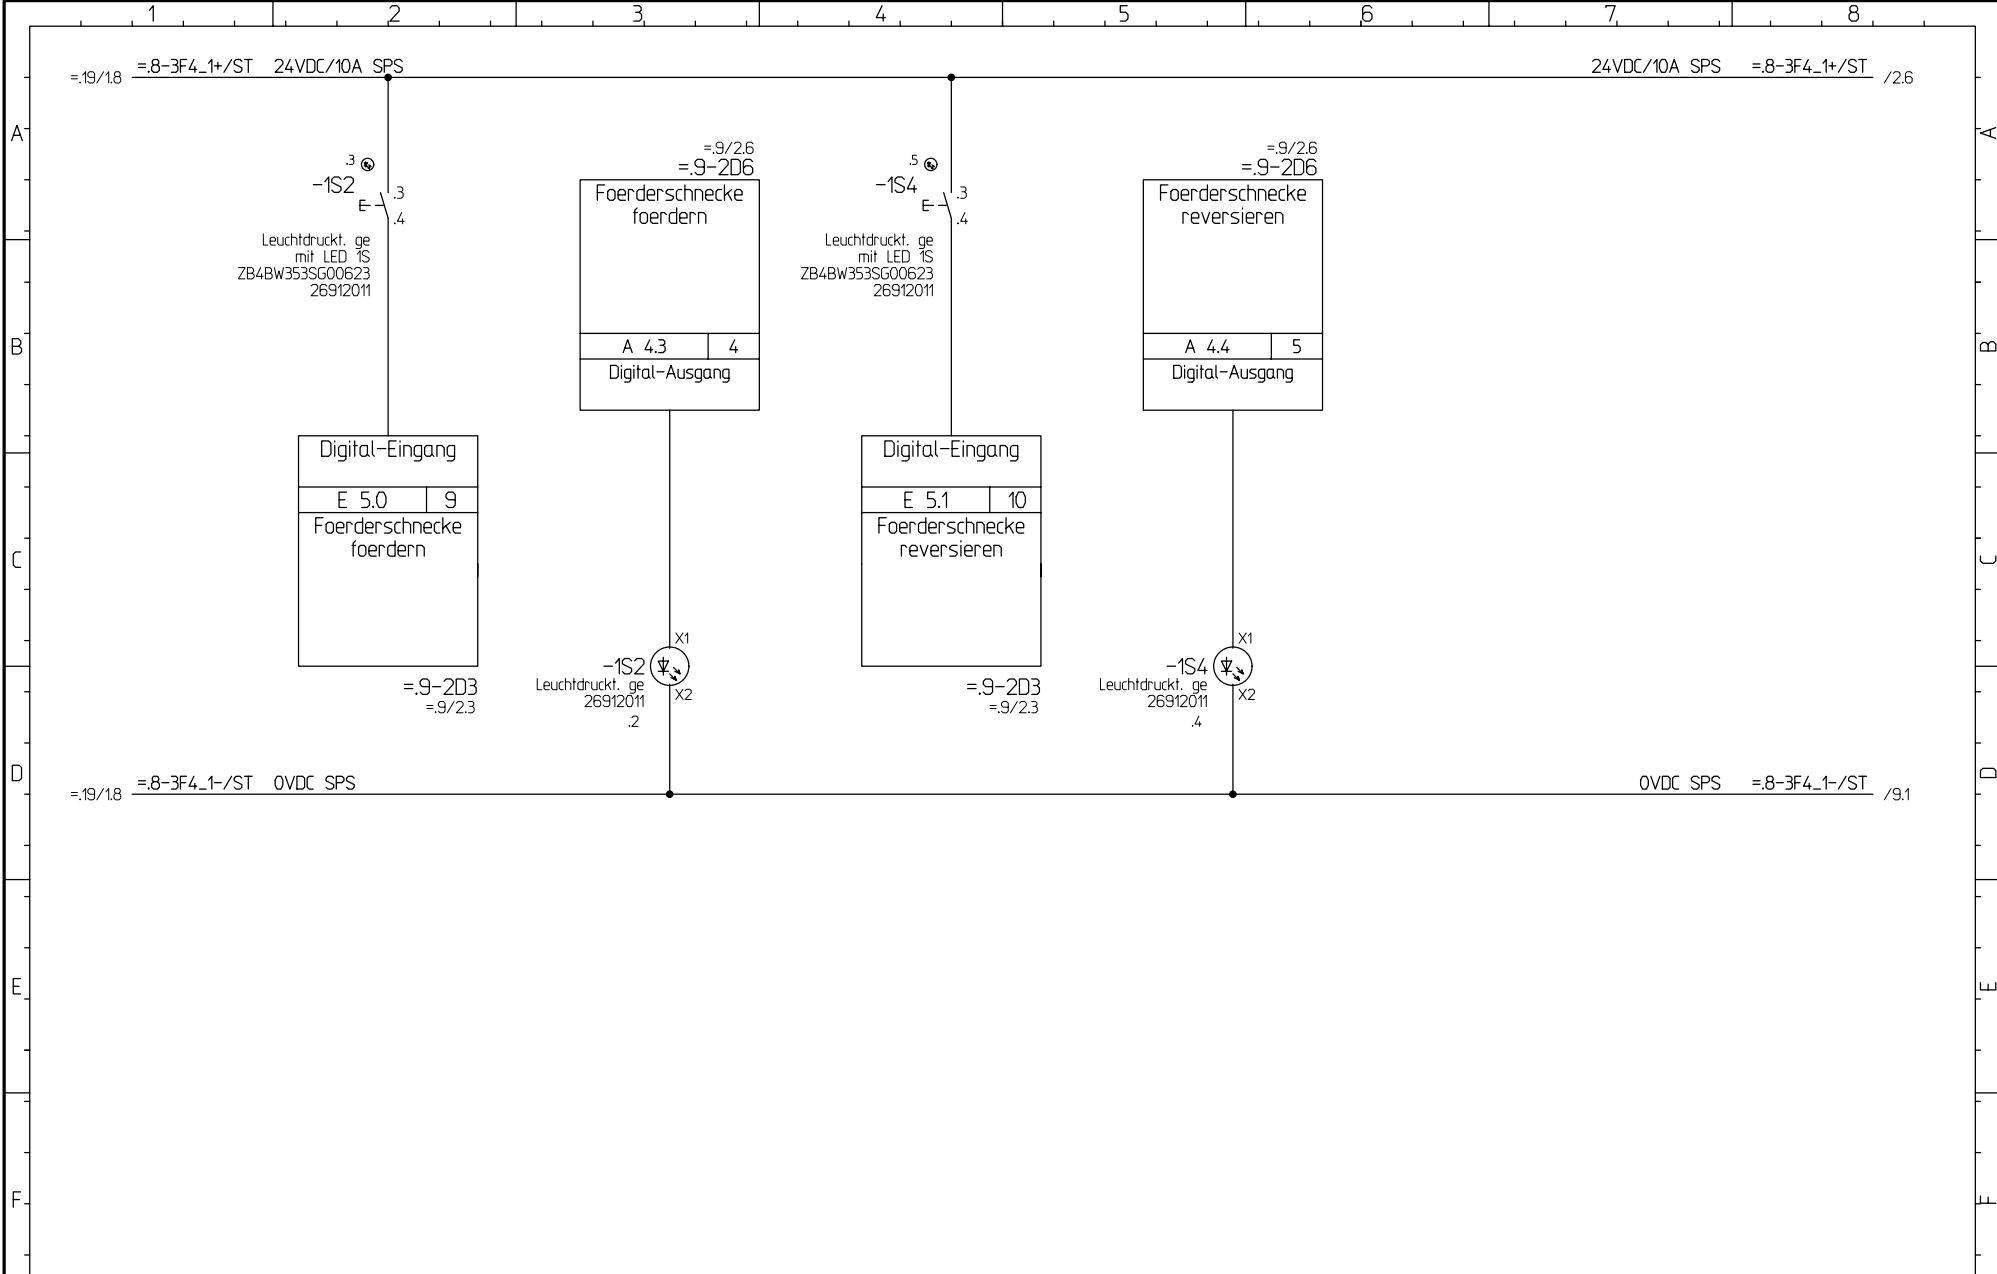 1 2 3 4 5 6 7 8
=.19/1.8 =.8-3F4_1+/ST 24VDC/10A SPS 24VDC/10A SPS =.8-3F4_1+/ST /2.6
A A
.3
-1S2
.3
.4
Leuchtdruckt. ge
mit LED 1S
ZB4BW353SG00623
26912011
=.9/2.6
=.9-2D6
Foerderschnecke
foerdern
A 4.3 4
Digital-Ausgang
.5
-1S4
.3
.4
Leuchtdruckt. ge
mit LED 1S
ZB4BW353SG00623
26912011
=.9/2.6
=.9-2D6
Foerderschnecke
reversieren
A 4.4 5
Digital-Ausgang
B B
Digital-Eingang
E 5.0 9
Foerderschnecke
foerdern
=.9-2D3
=.9/2.3
X1
-1S2
Leuchtdruckt. ge
26912011
X2
.2
Digital-Eingang
E 5.1 10
Foerderschnecke
reversieren
=.9-2D3
=.9/2.3
X1
-1S4
Leuchtdruckt. ge
26912011
X2
.4
C C
D D
=.19/1.8 =.8-3F4_1-/ST 0VDC SPS 0VDC SPS =.8-3F4_1-/ST /9.1
E E
F F